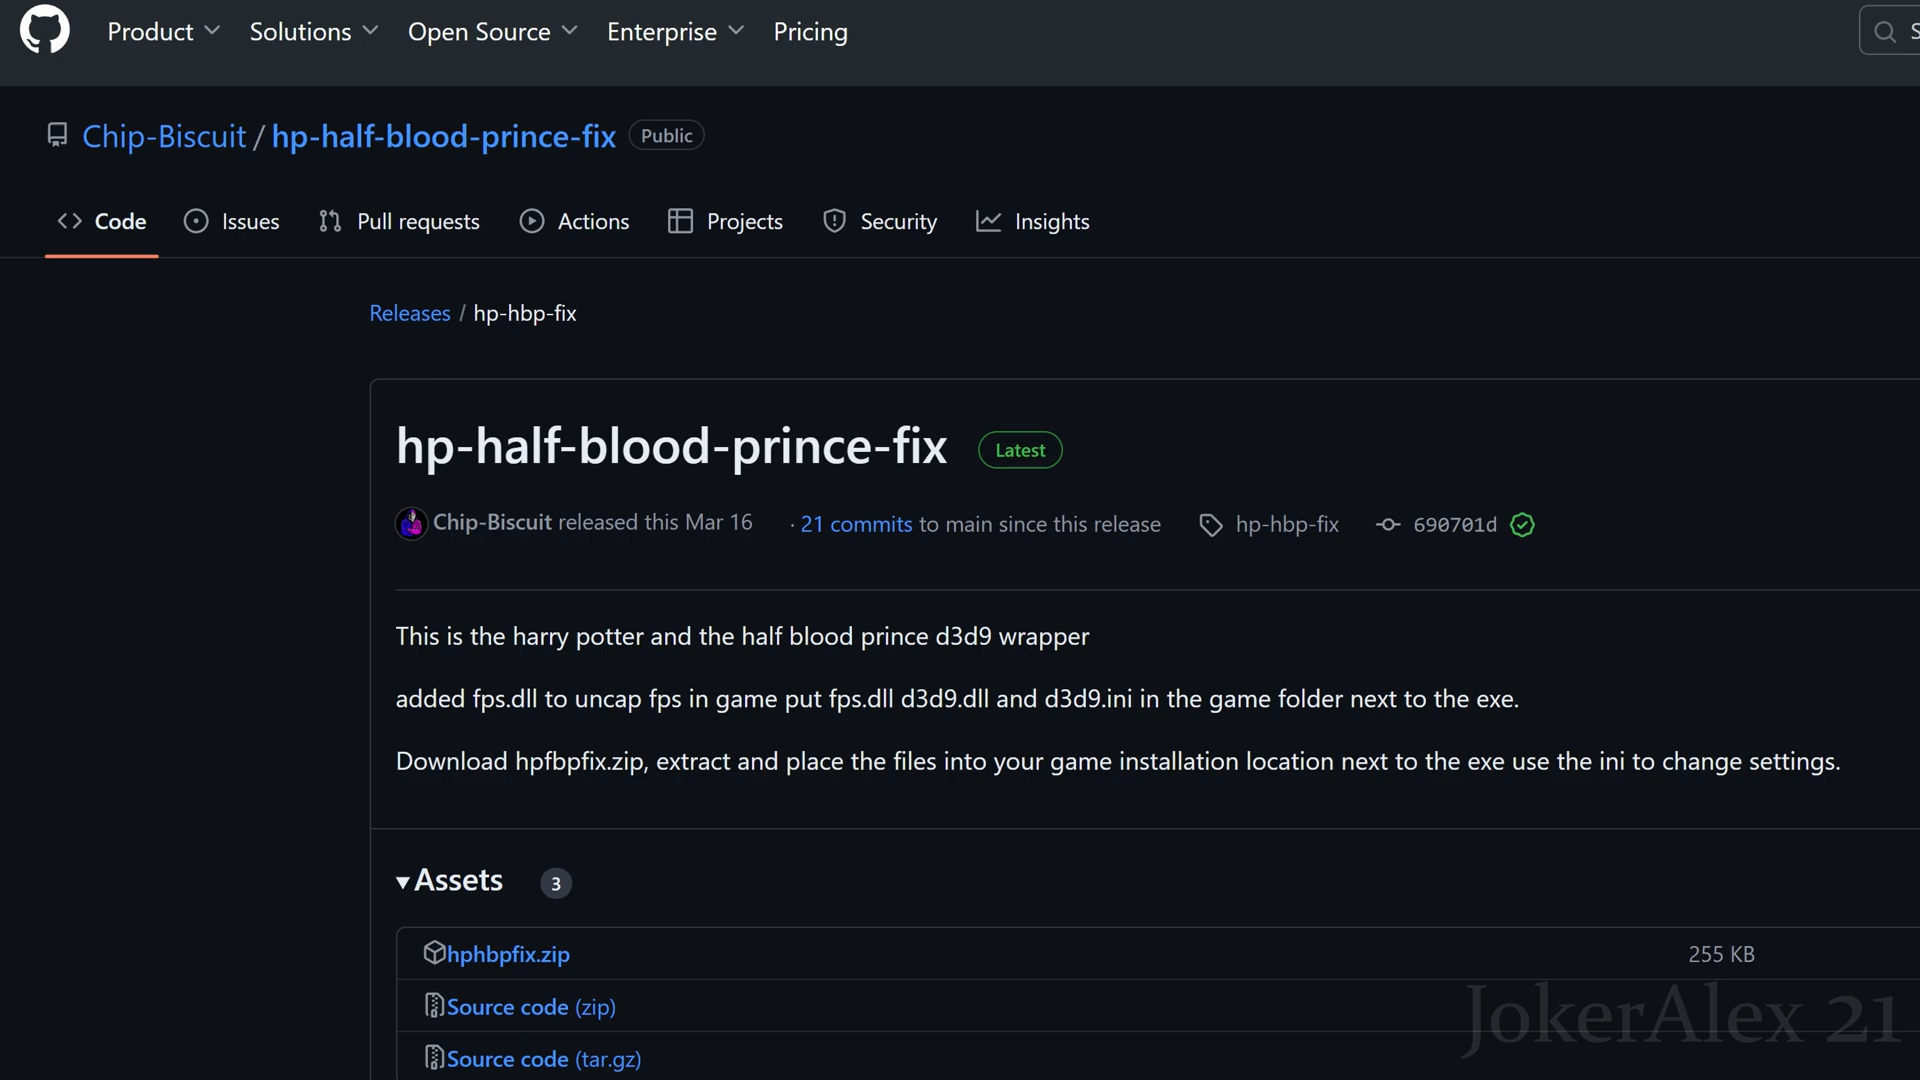 Product Solutions Open Source Enterprise Pricing
Chip-Biscuit / hp-half-blood-prince-fix Public
Code Issues Pull requests Actions Projects Security Insights
Releases / hp-hbp-fix
hp-half-blood-prince-fix Latest
Chip-Biscuit released this Mar 16 · 21 commits to main since this release hp-hbp-fix 690701d
This is the harry potter and the half blood prince d3d9 wrapper
added fps.dll to uncap fps in game put fps.dll d3d9.dll and d3d9.ini in the game folder next to the exe.
Download hpfbpfix.zip, extract and place the files into your game installation location next to the exe use the ini to change settings.
Assets 3
hphbpfix.zip 255 KB
Source code (zip)
Source code (tar.gz)
JokerAlex 21